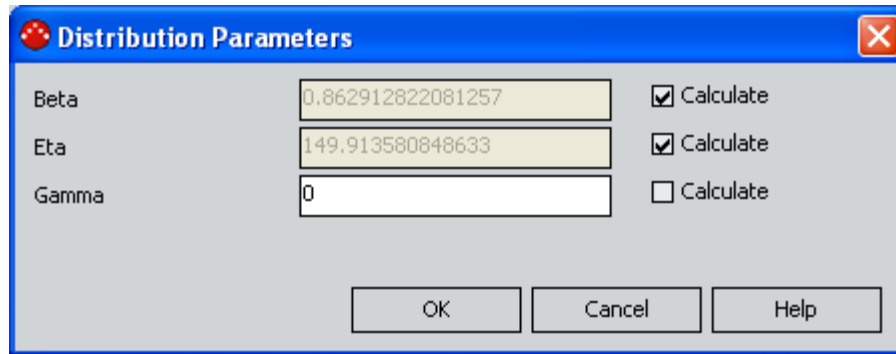 Distribution Parameters
Beta 0.862912822081257 Calculate
Eta 149.913580848633 Calculate
Gamma 0 Calculate
OK Cancel Help